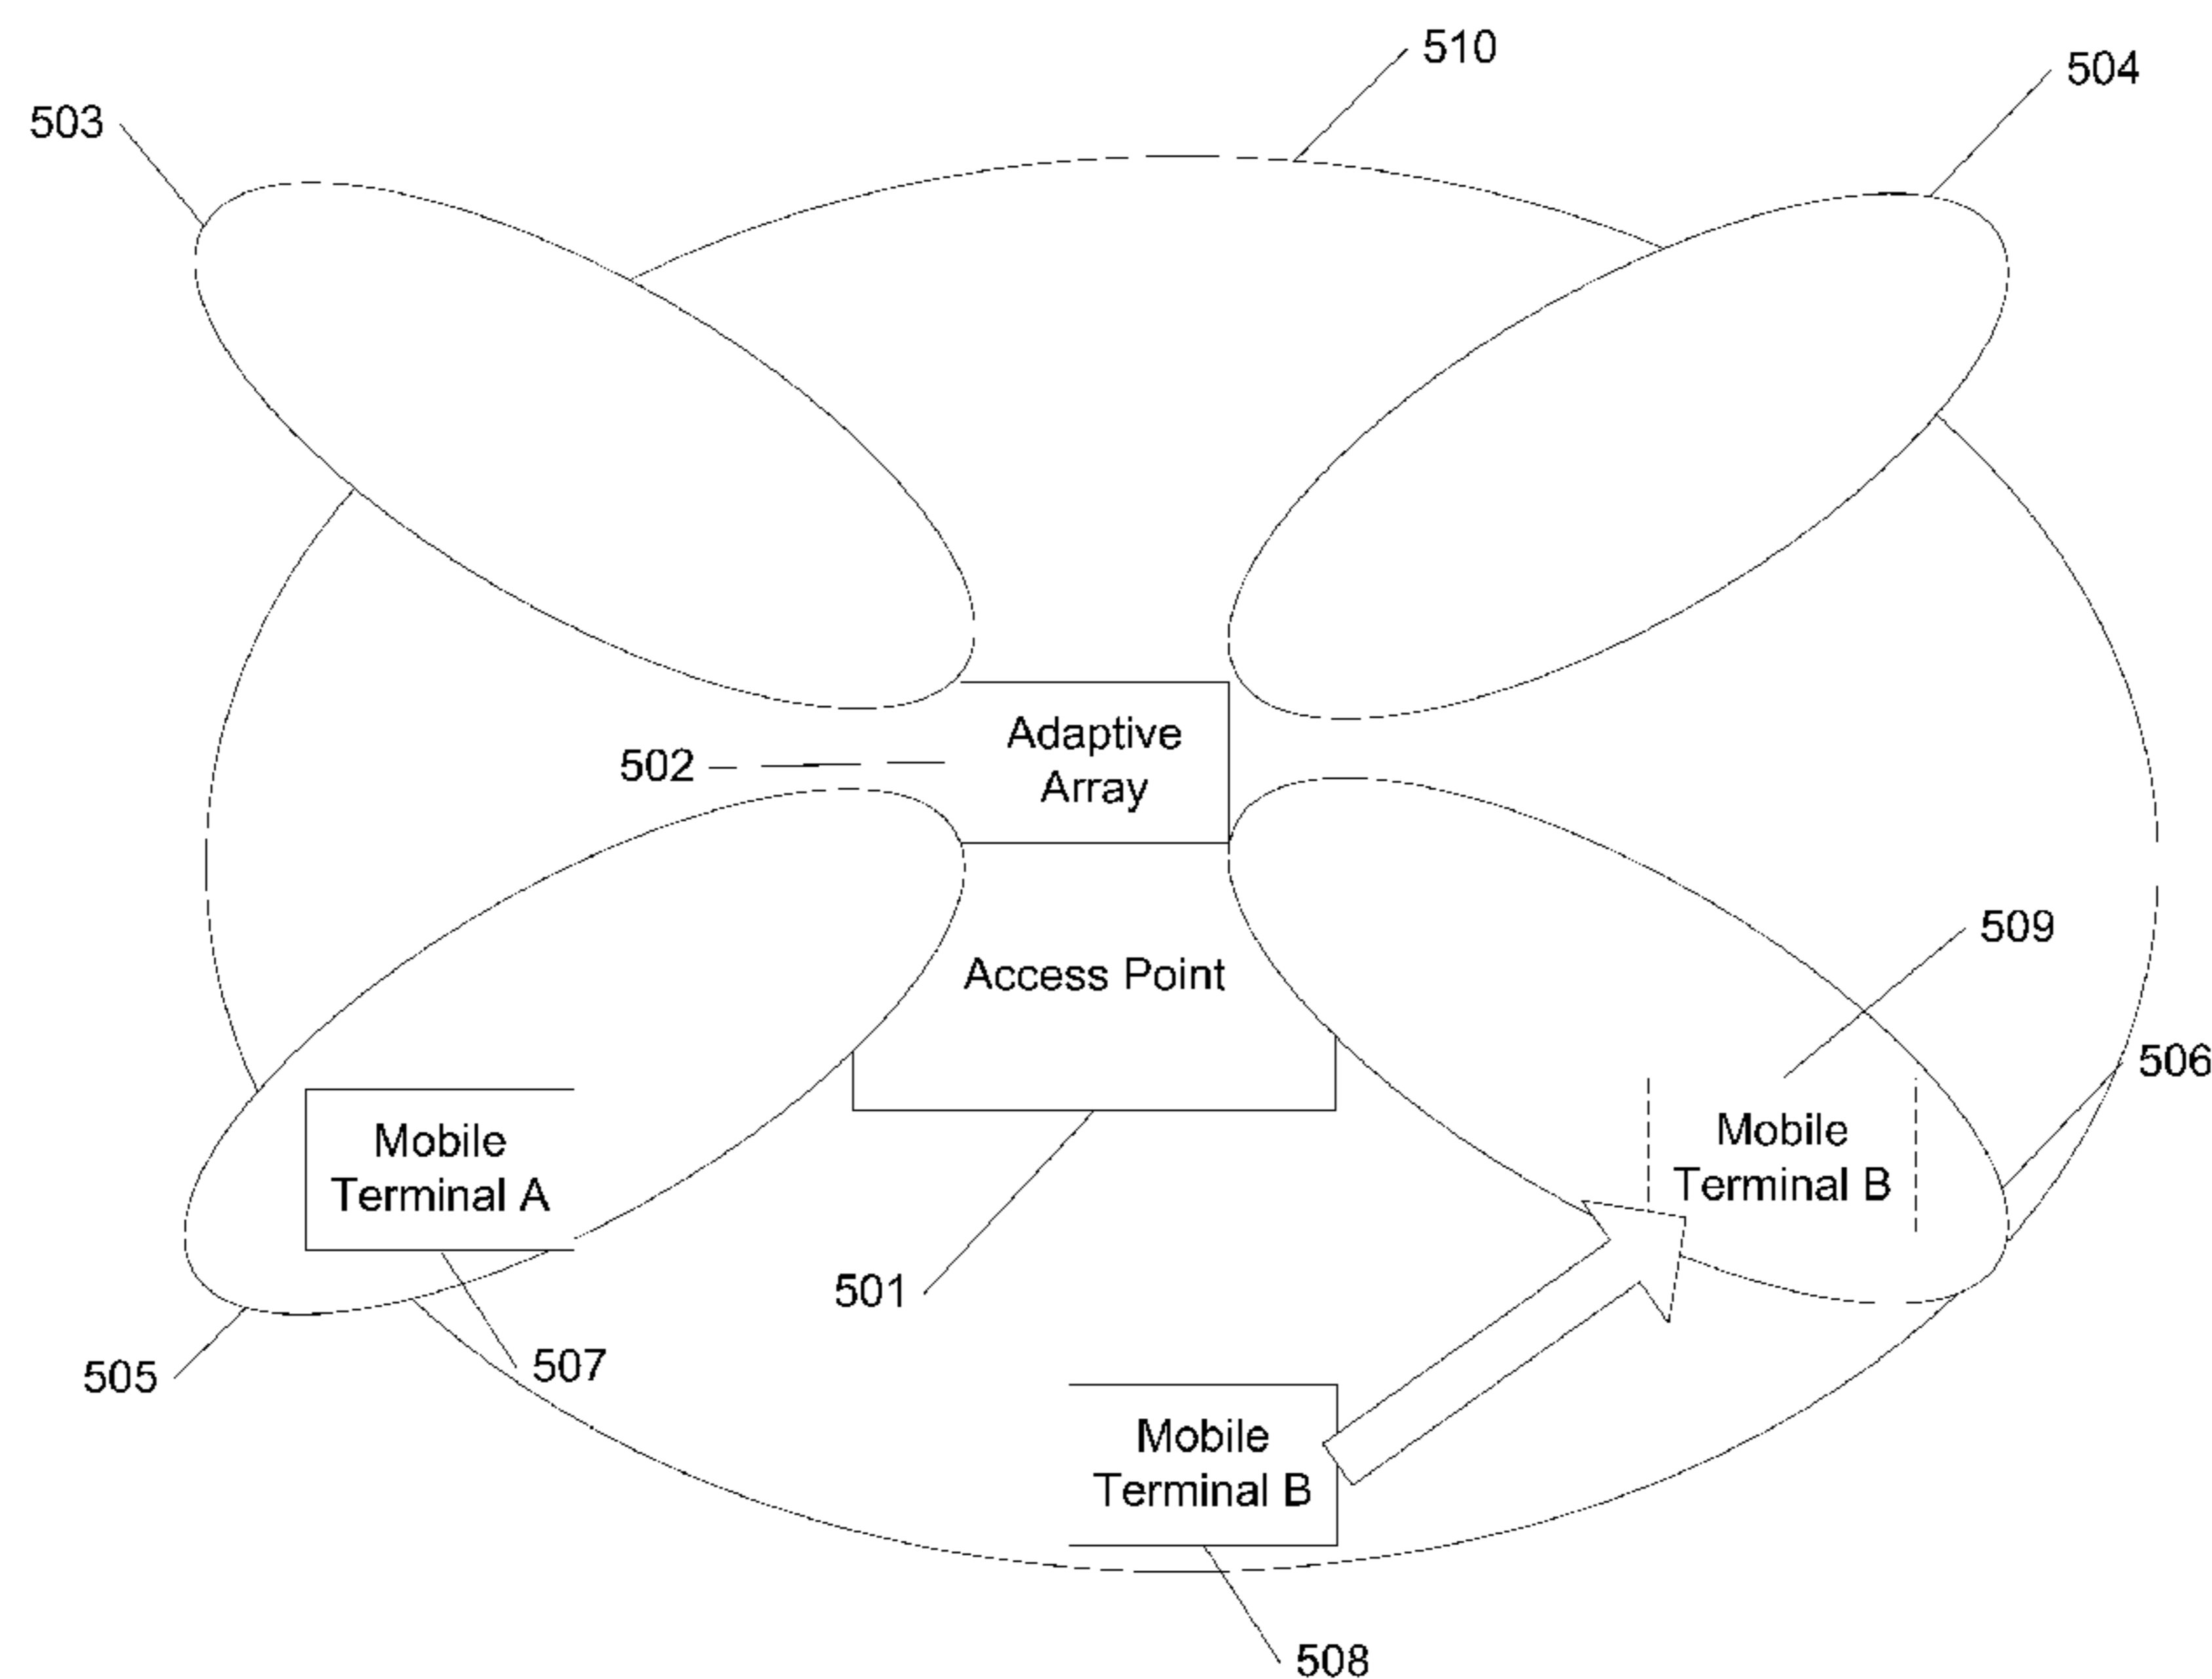 510
504
503
Adaptive
Array
502
509
Access Point
506
Mobile
Terminal B
Mobile
Terminal A
501
507
505
Mobile
Terminal B
508